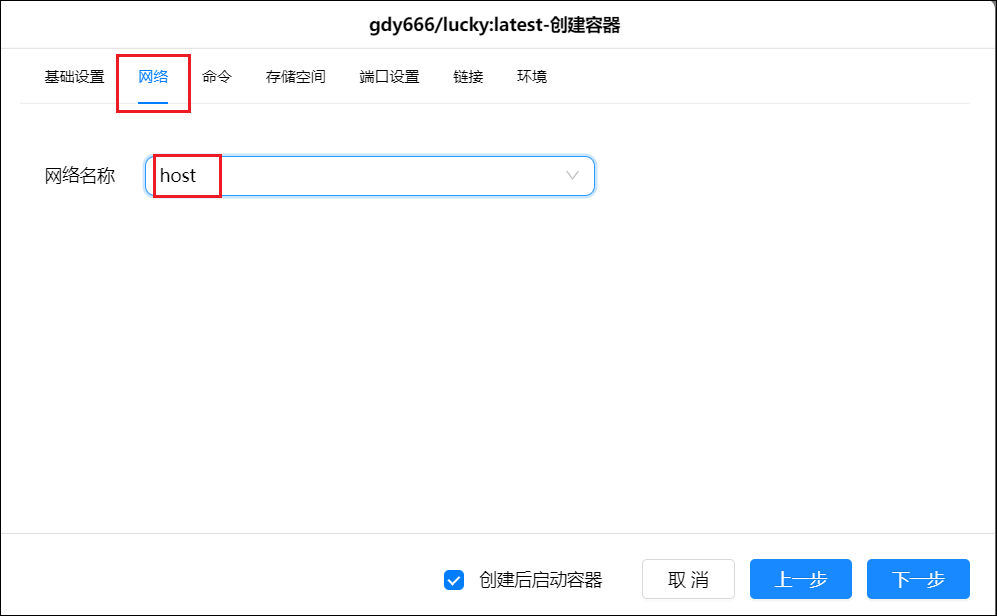 gdy666/lucky:latest-创建容器
基础设置 网络 命令 存储空间 端口设置 链接 环境
网络名称 host
创建后启动容器 取消 上一步 下一步